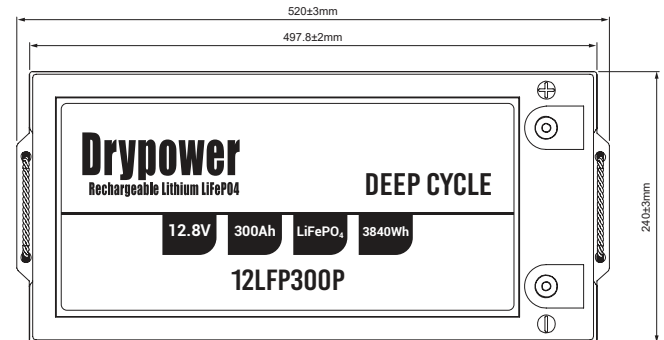 520±3mm
497.8±2mm
Drypower
Rechargeable Lithium LiFePO4
DEEP CYCLE
12.8V 300Ah LiFePO₄ 3840Wh
12LFP300P
240±3mm